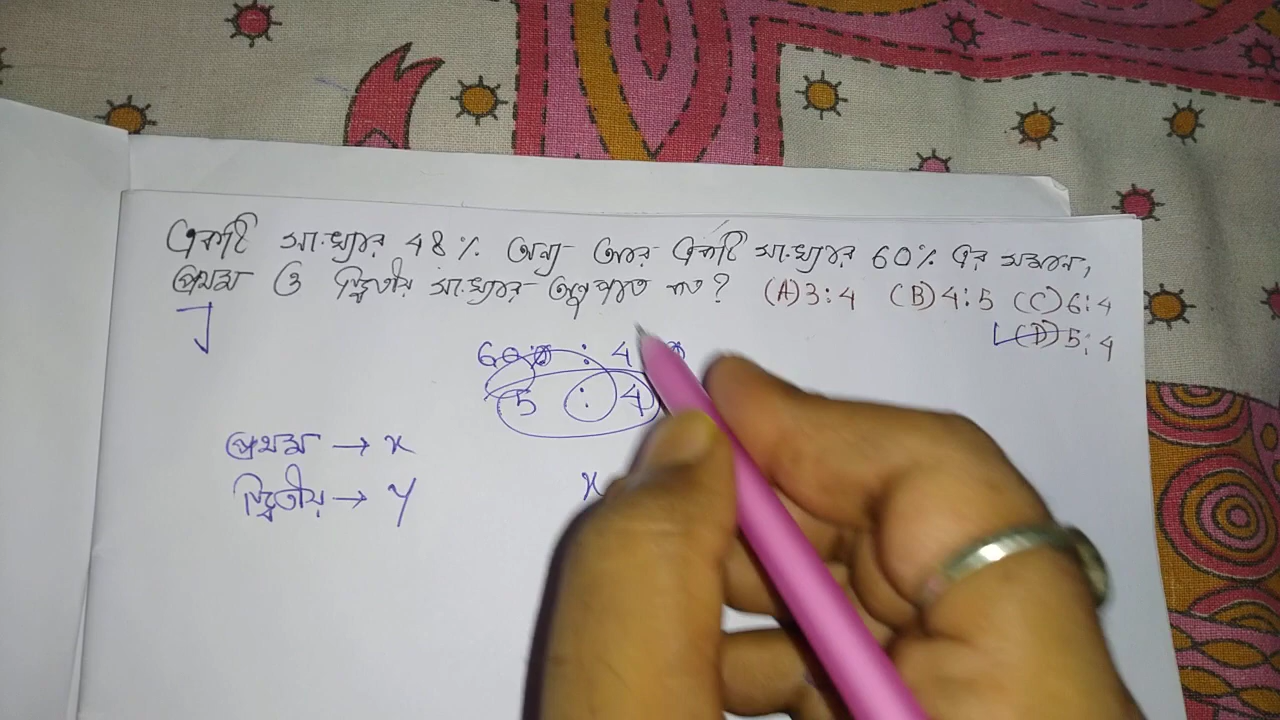 একটি সংখ্যার 48% অন্য আর একটি সংখ্যার 60% এর সমান,
প্রথম ও দ্বিতীয় সংখ্যার অনুপাত কত? (A) 3:4 (B) 4:5 (C) 6:4
(D) 5:4
60 : 4
5 : 4
প্রথম → x
দ্বিতীয় → y
x